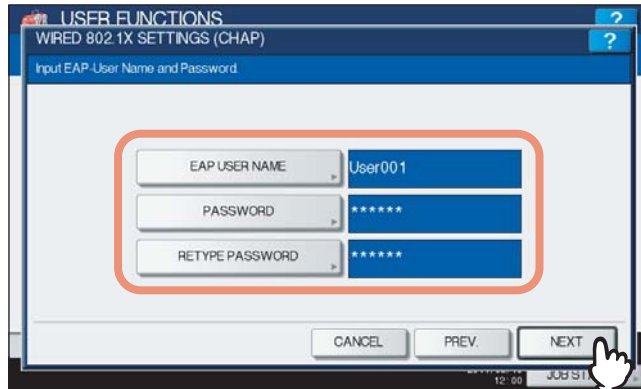 USER FUNCTIONS
?
WIRED 802.1X SETTINGS (CHAP)
?
Input EAP-User Name and Password.
EAP USER NAME
User001
PASSWORD
******
RETYPE PASSWORD
******
CANCEL
PREV.
NEXT
12:00
JOB ST